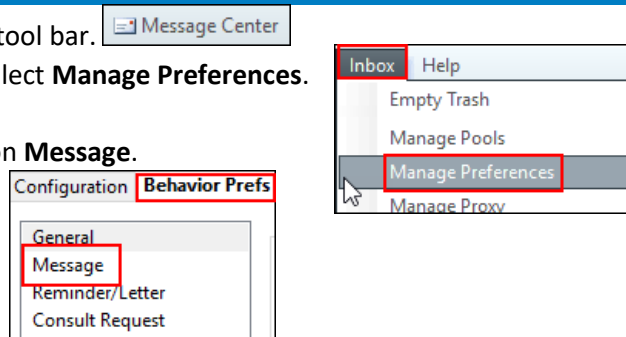 tool bar. Message Center
lect Manage Preferences.
n Message.
Configuration Behavior Prefs
General
Message
Reminder/Letter
Consult Request
Inbox Help
Empty Trash
Manage Pools
Manage Preferences
Manage Proxy